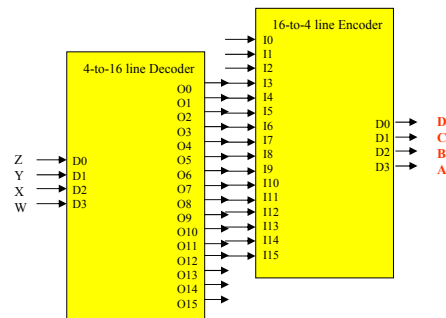 16-to-4 line Encoder
I0
I1
I2
I3
I4
I5
I6
I7
I8
I9
I10
I11
I12
I13
I14
I15
D0 D
D1 C
D2 B
D3 A
4-to-16 line Decoder
O0
O1
O2
O3
O4
O5
O6
O7
O8
O9
O10
O11
O12
O13
O14
O15
Z D0
Y D1
X D2
W D3